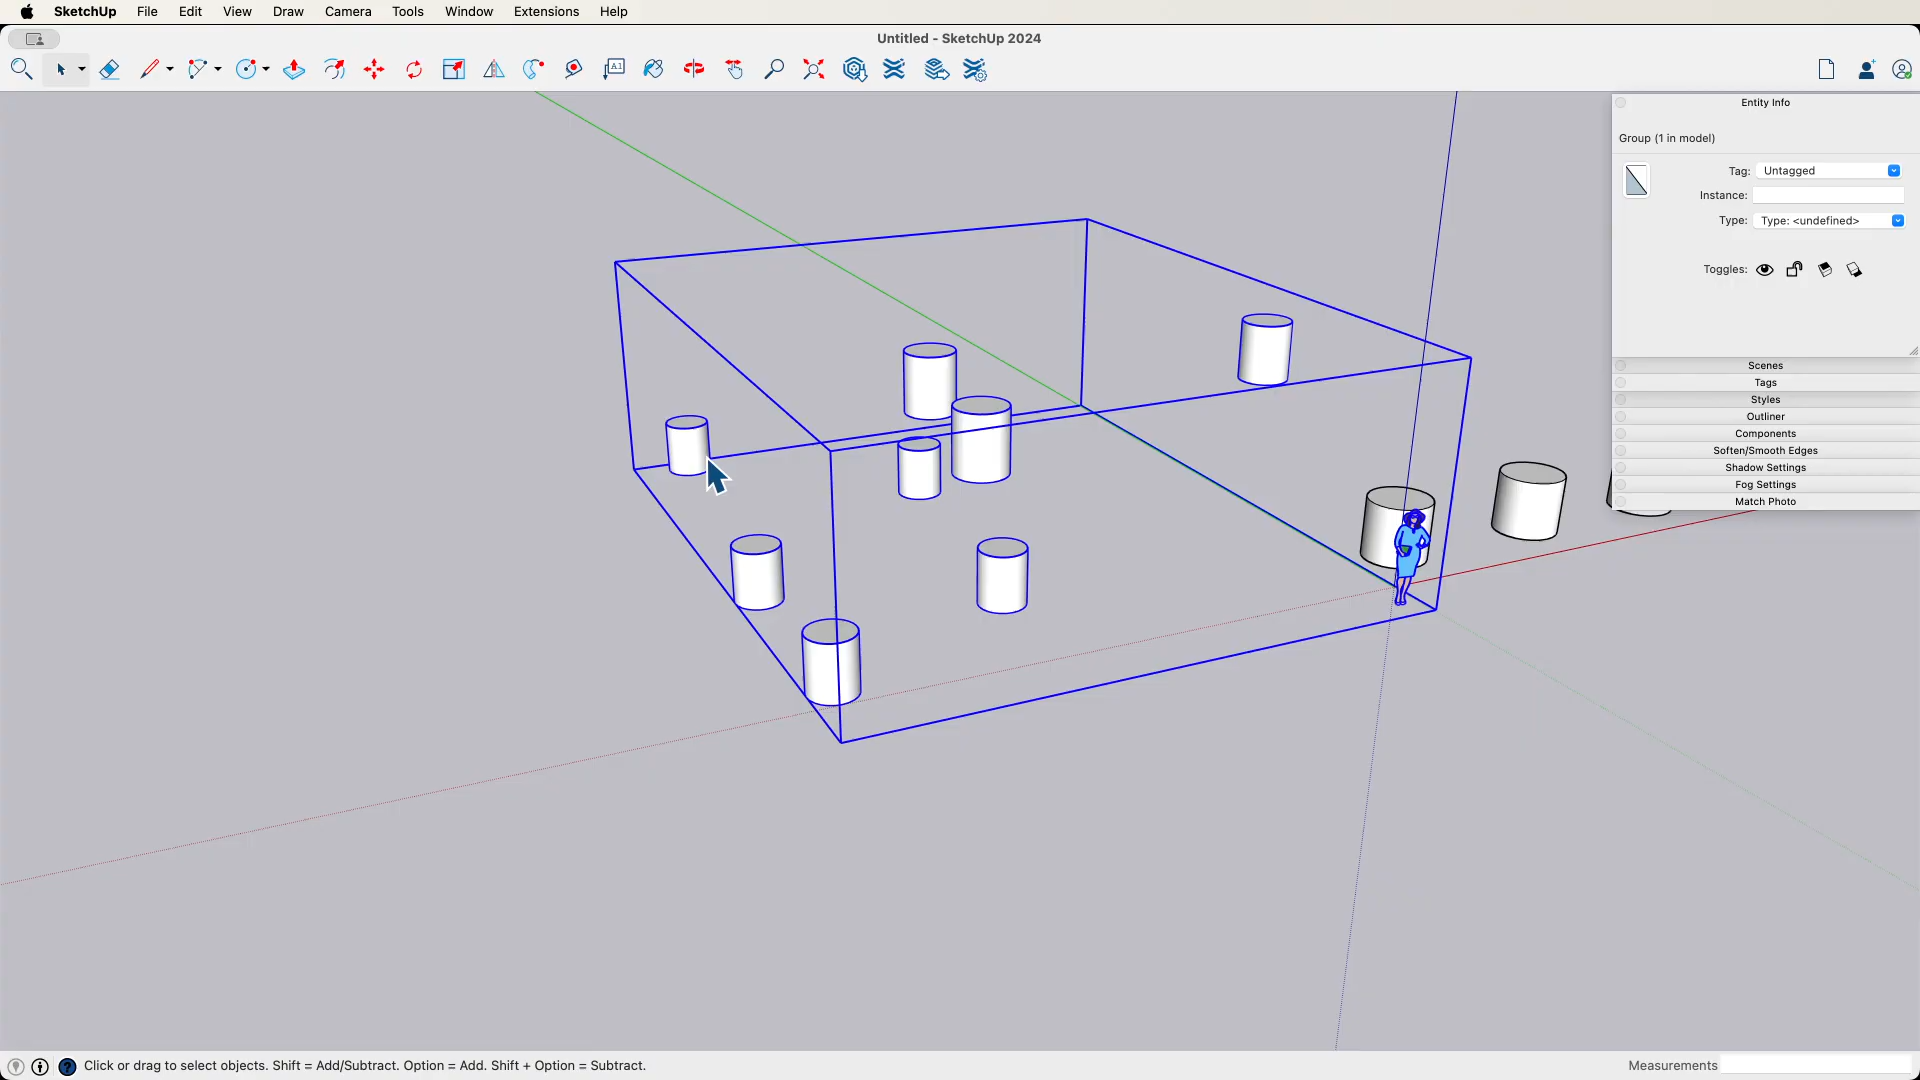 SketchUp File Edit View Draw Camera Tools Window Extensions Help
Untitled - SketchUp 2024
A1
Entity Info
Group (1 in model)
Tag: Untagged
Instance:
Type: Type: <undefined>
Toggles:
Scenes
Tags
Styles
Outliner
Components
Soften/Smooth Edges
Shadow Settings
Fog Settings
Match Photo
Click or drag to select objects. Shift = Add/Subtract. Option = Add. Shift + Option = Subtract.
Measurements